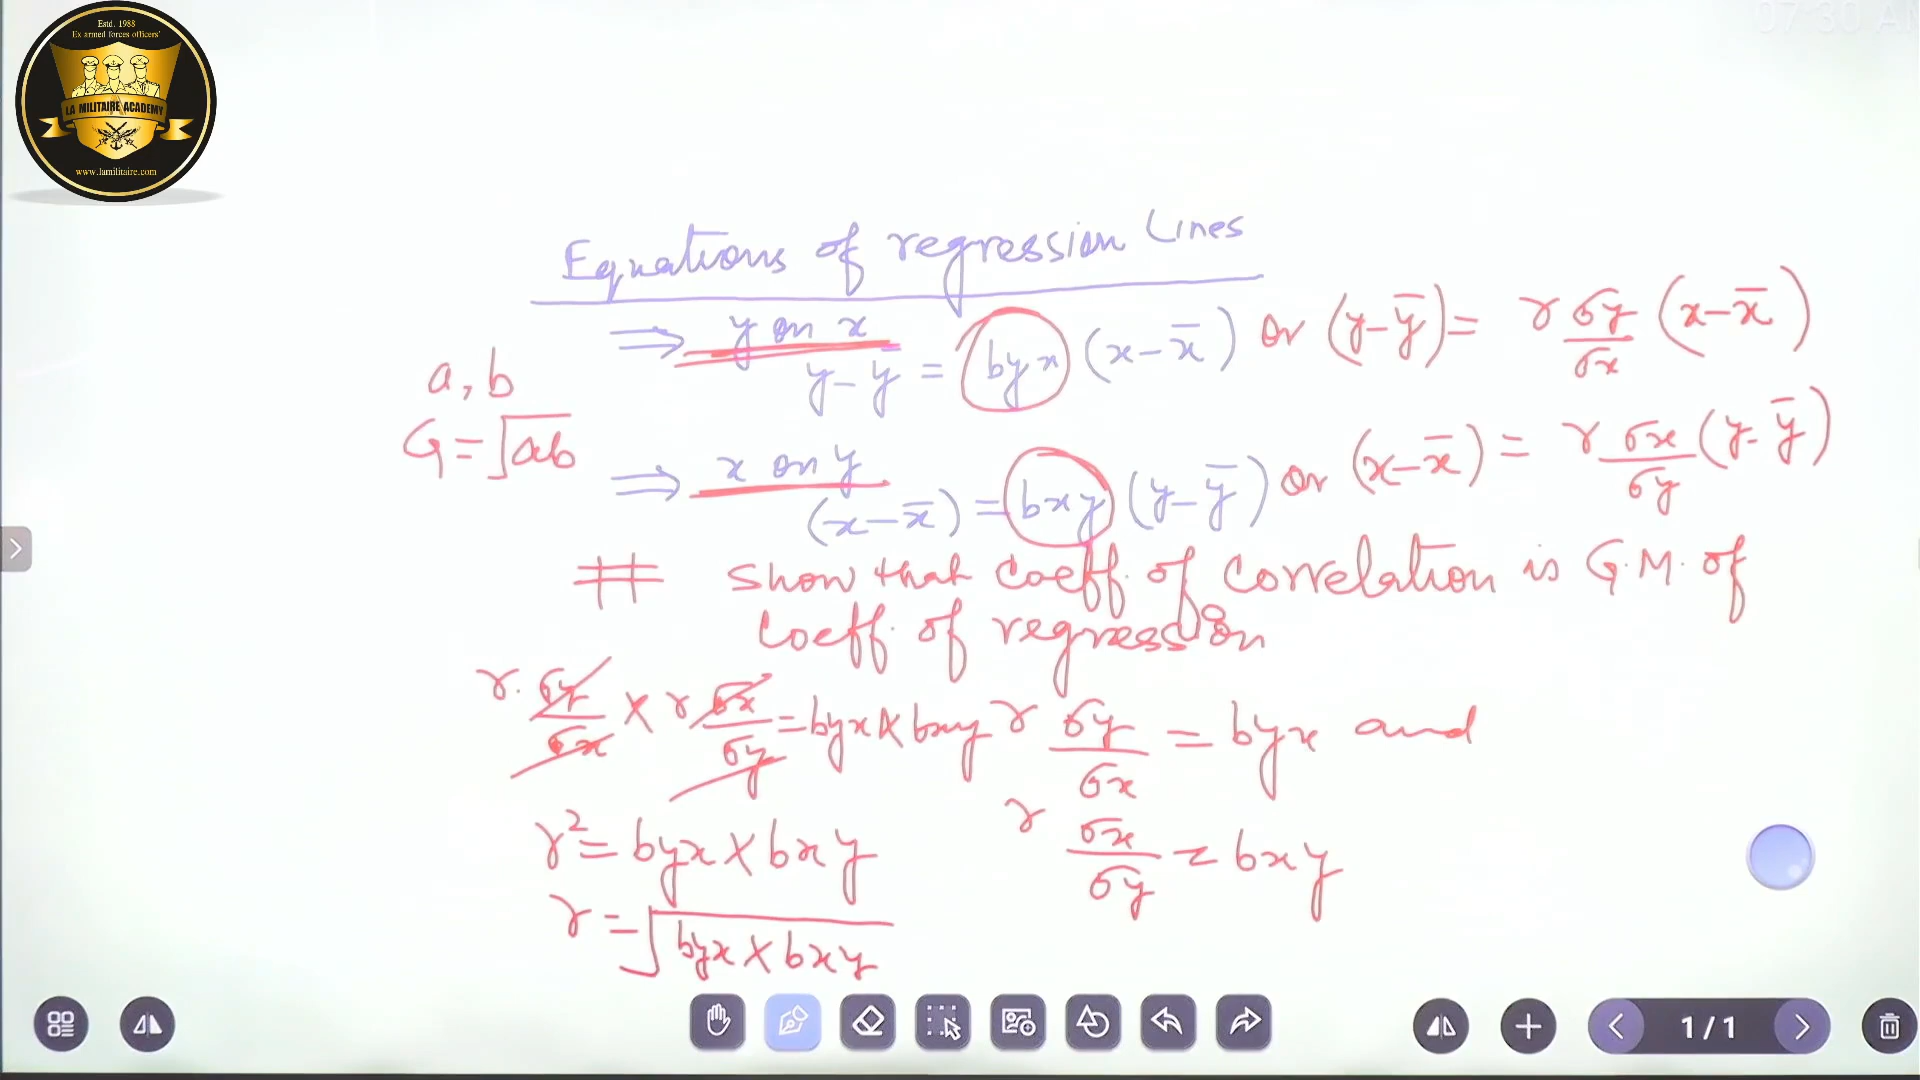 Estd. 1988
Ex armed forces officers'
LA MILITAIRE ACADEMY
www.lamilitaire.com
07:30 AM
Equations of regression Lines
⇒ y on x
y - y̅ = byx (x - x̅) or (y - y̅) = r σy/σx (x - x̅)
a, b
G = √ab
⇒ x on y
(x - x̅) = bxy (y - y̅) or (x - x̅) = r σx/σy (y - y̅)
# Show that coeff. of correlation is G.M. of
coeff. of regression
r . σy/σx × r σx/σy = byx × bxy
r σy/σx = byx and
r² = byx × bxy
r σx/σy = bxy
r = √byx × bxy
1 / 1